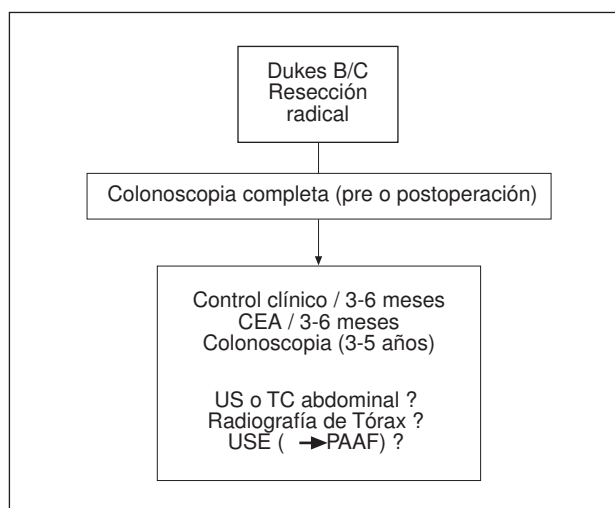 Dukes B/C
Resección
radical
Colonoscopia completa (pre o postoperación)
Control clínico / 3-6 meses
CEA / 3-6 meses
Colonoscopia (3-5 años)
US o TC abdominal ?
Radiografía de Tórax ?
USE ( →PAAF) ?